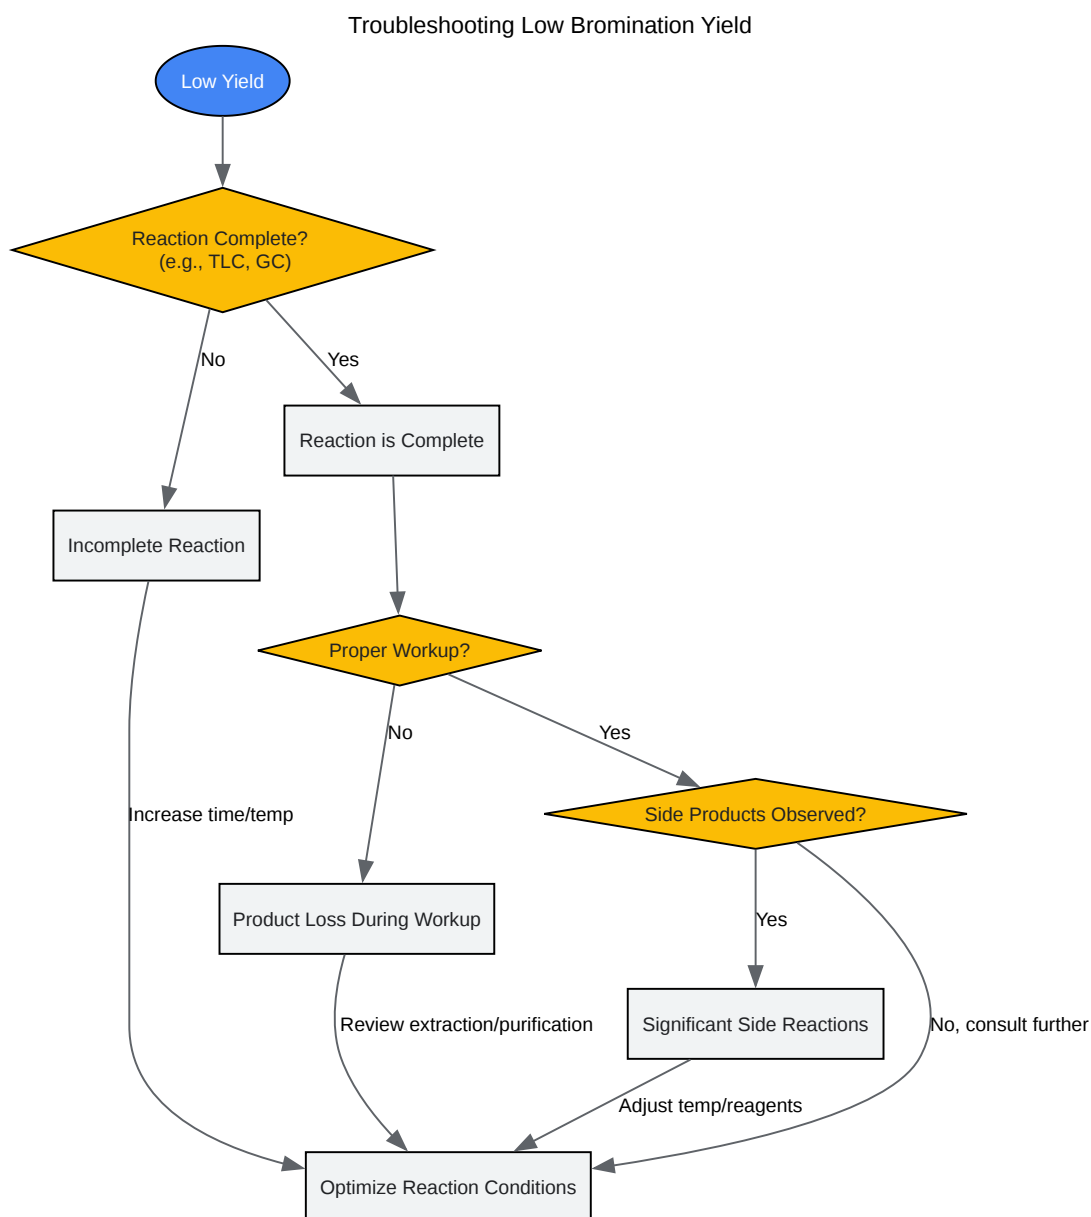 Troubleshooting Low Bromination Yield
Low Yield
Reaction Complete?
(e.g., TLC, GC)
No
Yes
Reaction is Complete
Incomplete Reaction
Proper Workup?
No
Yes
Increase time/temp
Side Products Observed?
Product Loss During Workup
Yes
Review extraction/purification
Significant Side Reactions
No, consult further
Adjust temp/reagents
Optimize Reaction Conditions